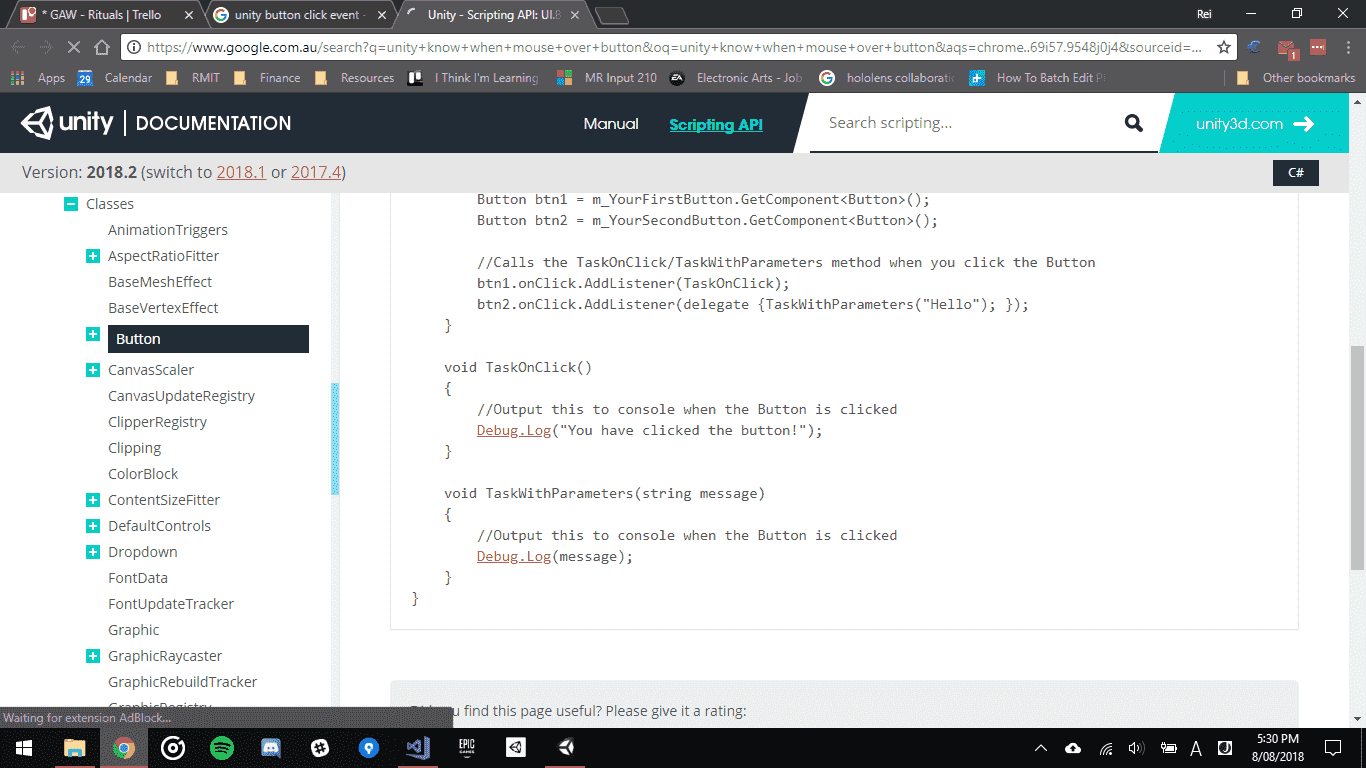 * GAW - Rituals | Trello
unity button click event -
Unity - Scripting API: UI.B
Rei
https://www.google.com.au/search?q=unity+know+when+mouse+over+button&oq=unity+know+when+mouse+over+button&aqs=chrome..69i57.9548j0j4&sourceid=...
1
Apps
29
Calendar
RMIT
Finance
Resources
I Think I'm Learning
MR Input 210
EA
Electronic Arts - Job
hololens collaborati
How To Batch Edit P
Other bookmarks
unity | DOCUMENTATION
Manual
Scripting API
Search scripting...
unity3d.com
Version: 2018.2 (switch to 2018.1 or 2017.4)
C#
Classes
AnimationTriggers
AspectRatioFitter
BaseMeshEffect
BaseVertexEffect
Button
CanvasScaler
CanvasUpdateRegistry
ClipperRegistry
Clipping
ColorBlock
ContentSizeFitter
DefaultControls
Dropdown
FontData
FontUpdateTracker
Graphic
GraphicRaycaster
GraphicRebuildTracker
GraphicRegistry
Button btn1 = m_YourFirstButton.GetComponent<Button>();
Button btn2 = m_YourSecondButton.GetComponent<Button>();
//Calls the TaskOnClick/TaskWithParameters method when you click the Button
btn1.onClick.AddListener(TaskOnClick);
btn2.onClick.AddListener(delegate {TaskWithParameters("Hello"); });
}
void TaskOnClick()
{
//Output this to console when the Button is clicked
Debug.Log("You have clicked the button!");
}
void TaskWithParameters(string message)
{
//Output this to console when the Button is clicked
Debug.Log(message);
}
}
find this page useful? Please give it a rating:
Waiting for extension AdBlock...
EPIC GAMES
A
J
5:30 PM
8/08/2018